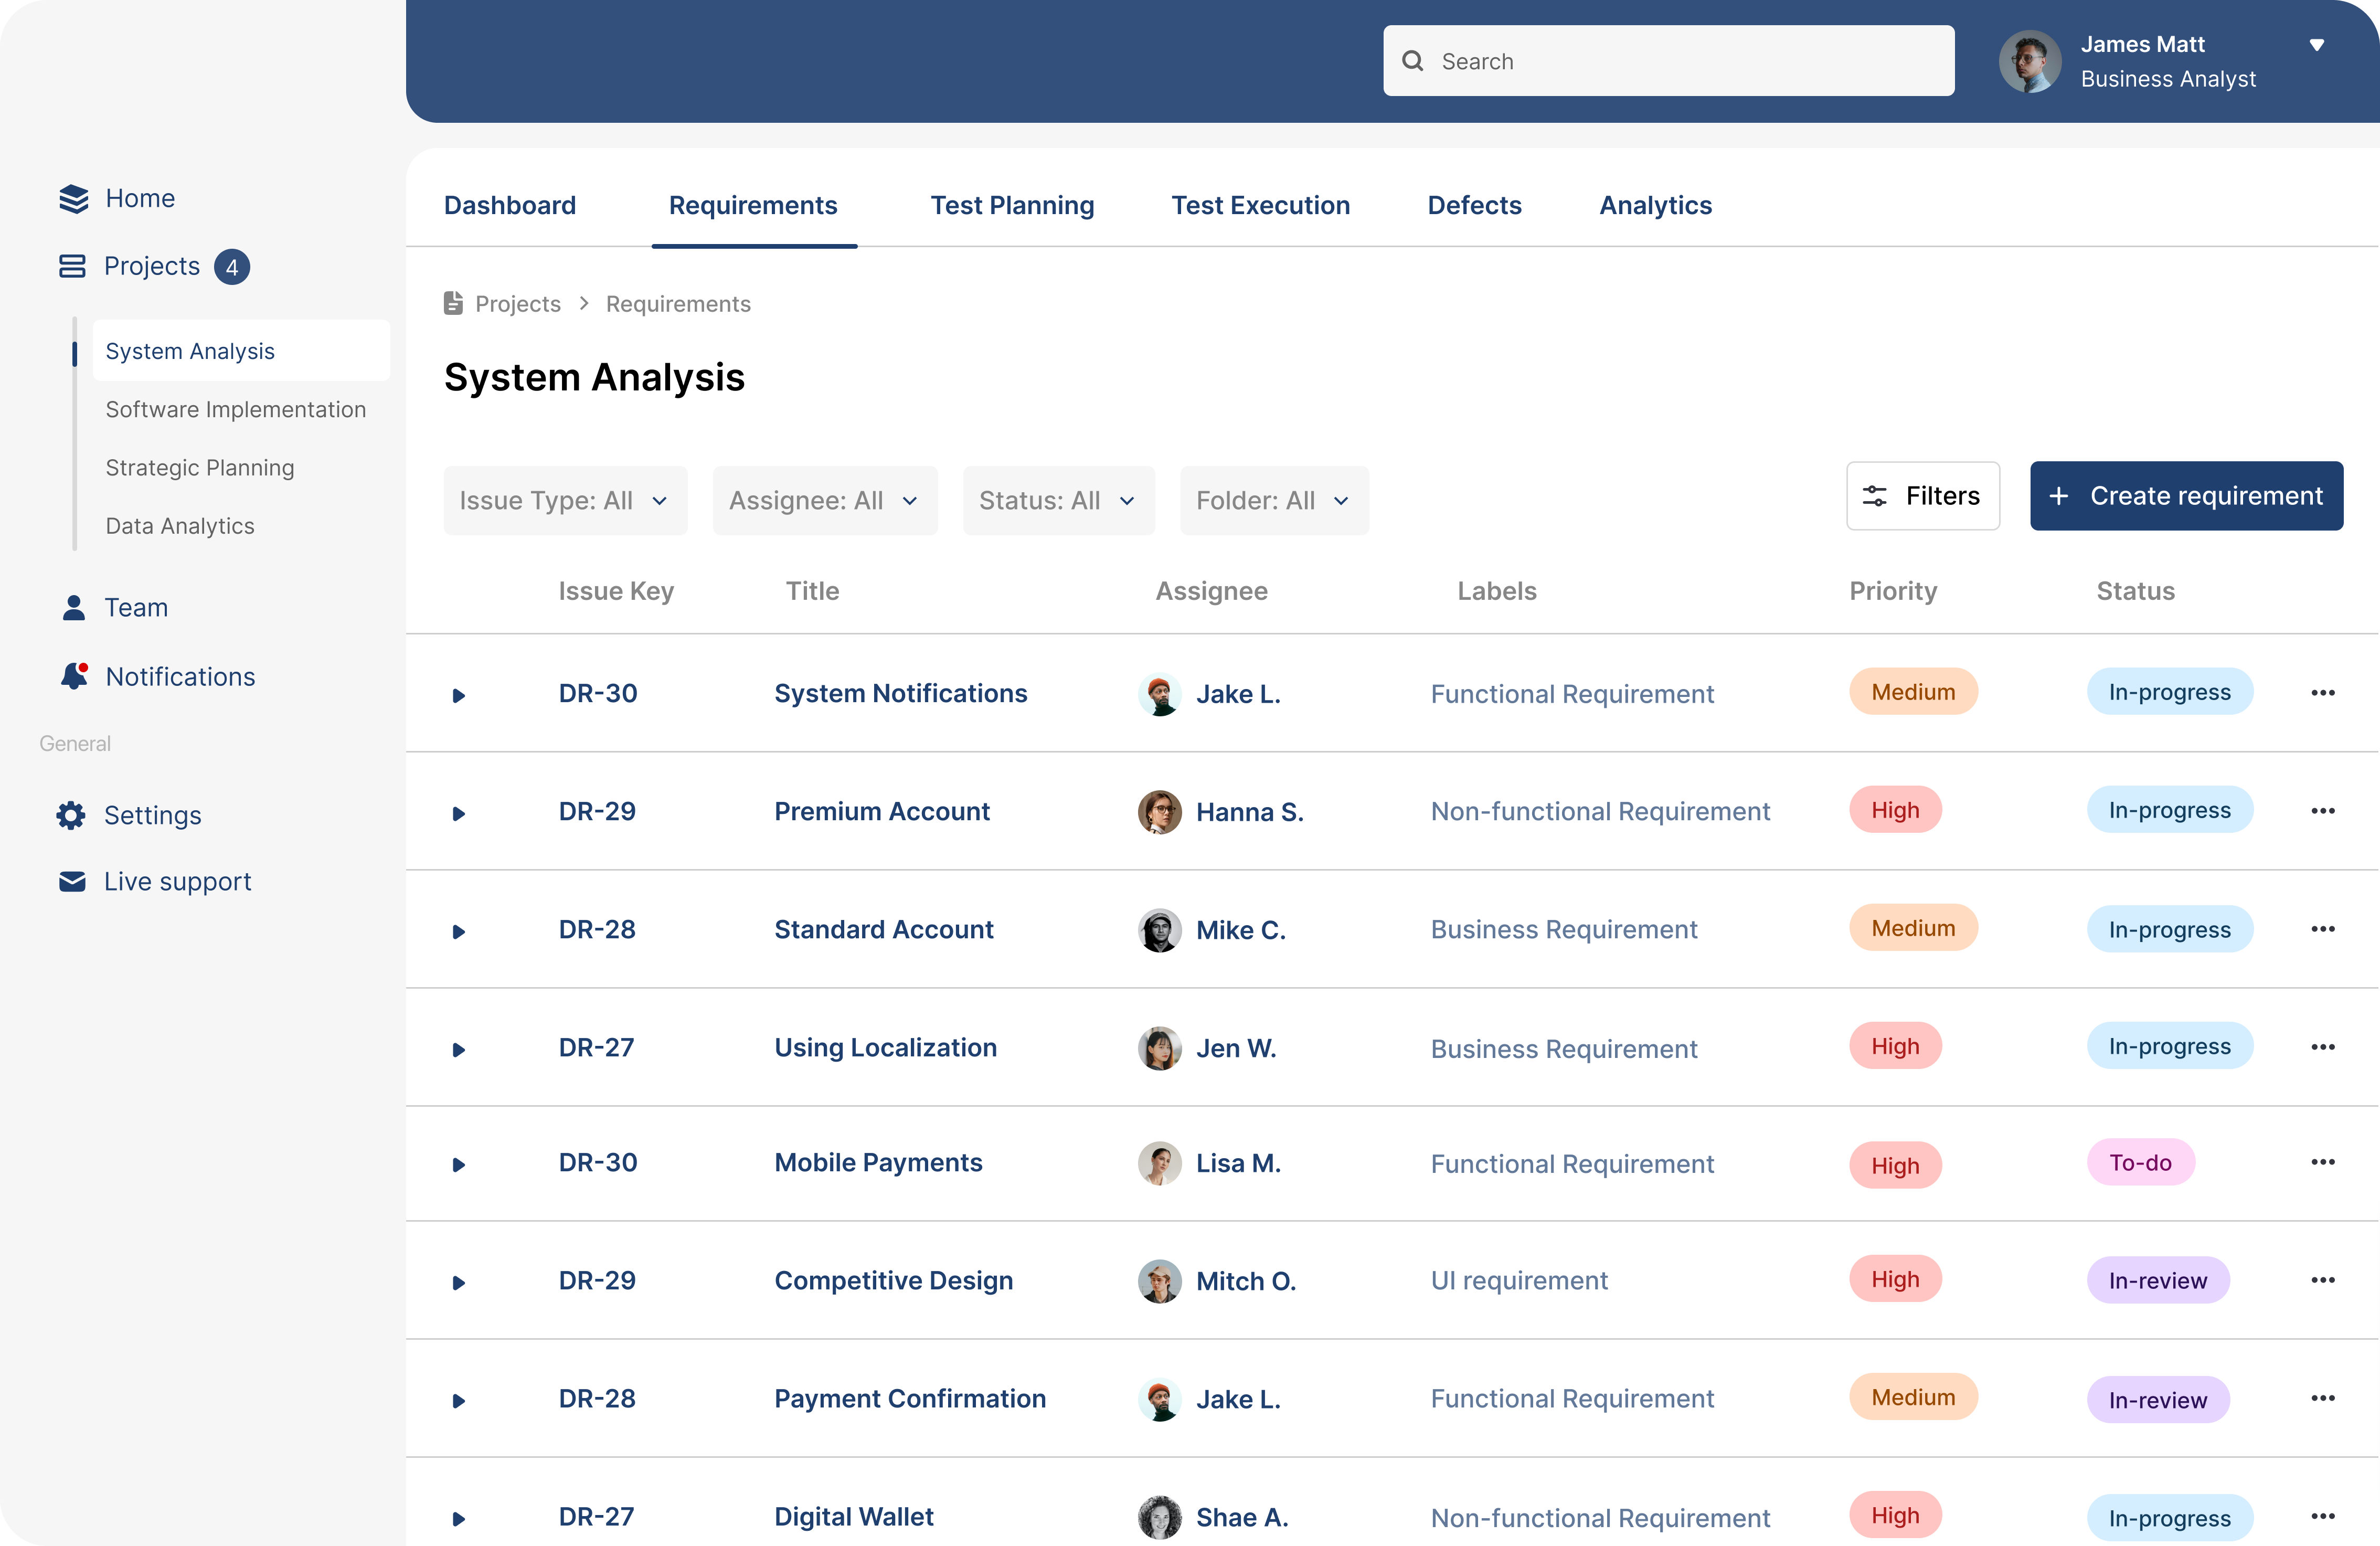 Search
James Matt
Business Analyst
Home
Projects 4
System Analysis
Software Implementation
Strategic Planning
Data Analytics
Team
Notifications
General
Settings
Live support
Dashboard Requirements Test Planning Test Execution Defects Analytics
Projects > Requirements
System Analysis
Issue Type: All Assignee: All Status: All Folder: All Filters + Create requirement
Issue Key Title Assignee Labels Priority Status
DR-30 System Notifications Jake L. Functional Requirement Medium In-progress
DR-29 Premium Account Hanna S. Non-functional Requirement High In-progress
DR-28 Standard Account Mike C. Business Requirement Medium In-progress
DR-27 Using Localization Jen W. Business Requirement High In-progress
DR-30 Mobile Payments Lisa M. Functional Requirement High To-do
DR-29 Competitive Design Mitch O. UI requirement High In-review
DR-28 Payment Confirmation Jake L. Functional Requirement Medium In-review
DR-27 Digital Wallet Shae A. Non-functional Requirement High In-progress